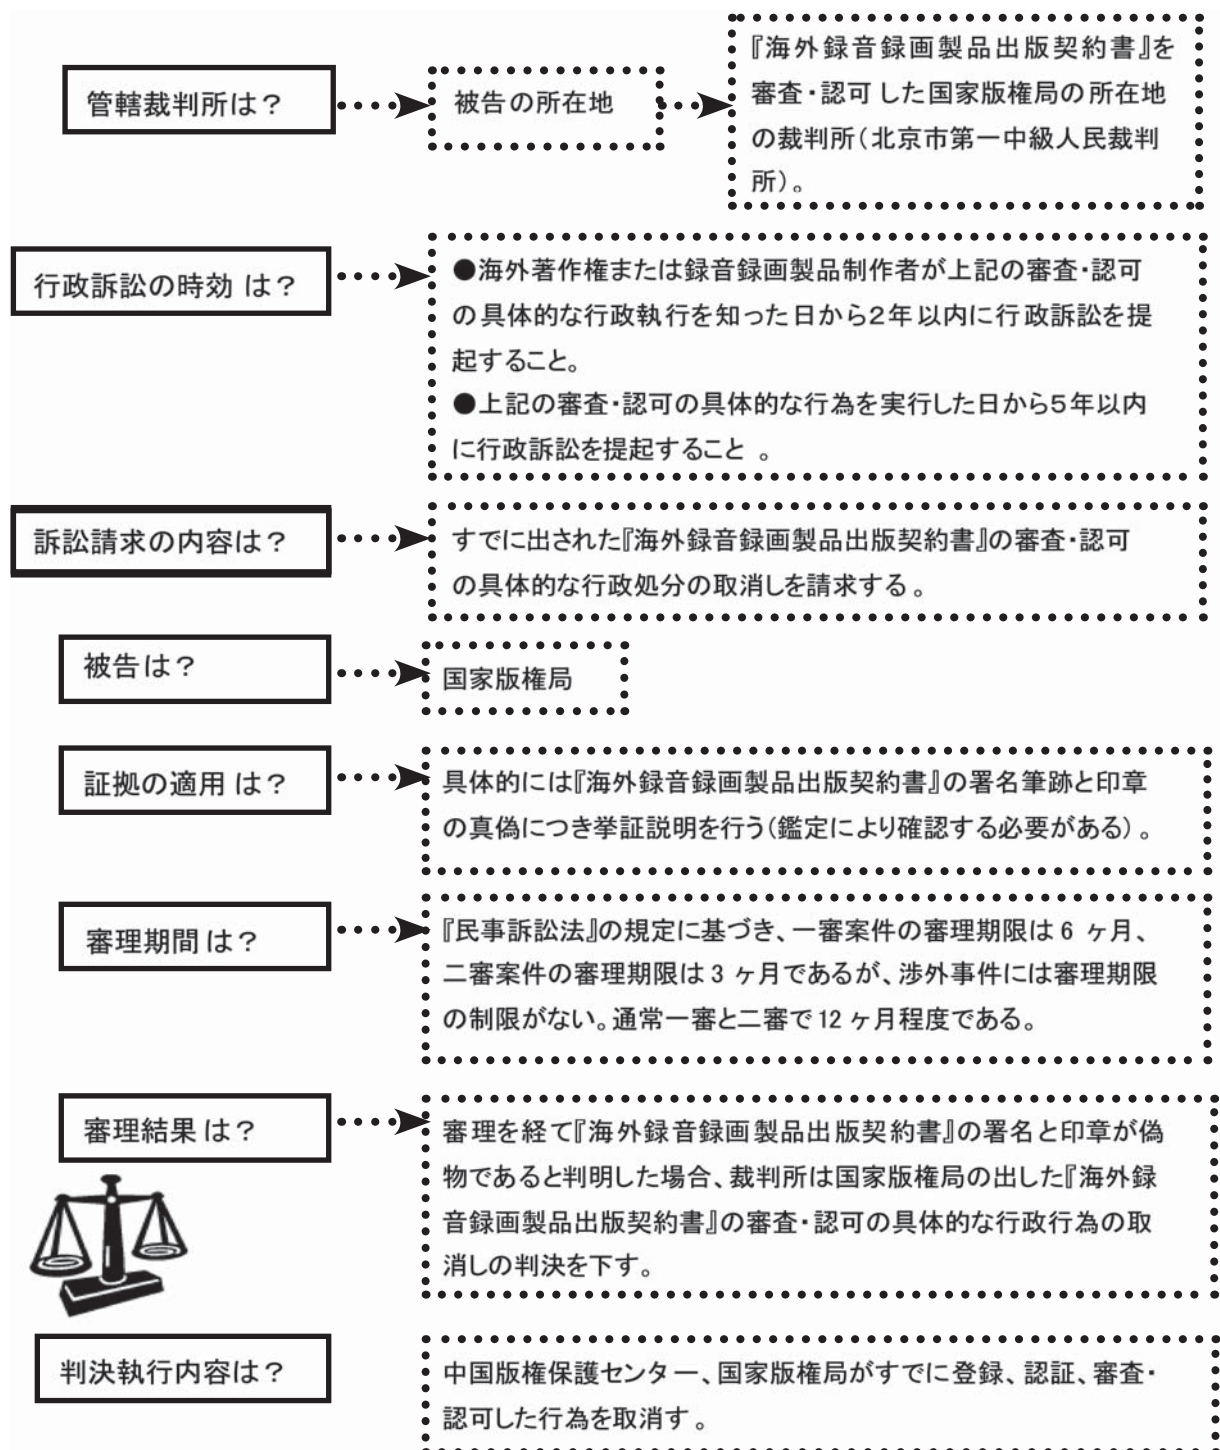 管轄裁判所は?
被告の所在地
『海外録音録画製品出版契約書』を
審査・認可した国家版権局の所在地
の裁判所(北京市第一中級人民裁判
所)。
行政訴訟の時効は?
●海外著作権または録音録画製品制作者が上記の審査・認可
の具体的な行政執行を知った日から2年以内に行政訴訟を提
起すること。
●上記の審査・認可の具体的な行為を実行した日から5年以内
に行政訴訟を提起すること。
訴訟請求の内容は?
すでに出された『海外録音録画製品出版契約書』の審査・認可
の具体的な行政処分の取消しを請求する。
被告は?
国家版権局
証拠の適用は?
具体的には『海外録音録画製品出版契約書』の署名筆跡と印章
の真偽につき挙証説明を行う(鑑定により確認する必要がある)。
審理期間は?
『民事訴訟法』の規定に基づき、一審案件の審理期限は6ヶ月、
二審案件の審理期限は3ヶ月であるが、渉外事件には審理期限
の制限がない。通常一審と二審で12ヶ月程度である。
審理結果は?
審理を経て『海外録音録画製品出版契約書』の署名と印章が偽
物であると判明した場合、裁判所は国家版権局の出した『海外録
音録画製品出版契約書』の審査・認可の具体的な行政行為の取
消しの判決を下す。
判決執行内容は?
中国版権保護センター、国家版権局がすでに登録、認証、審査・
認可した行為を取消す。